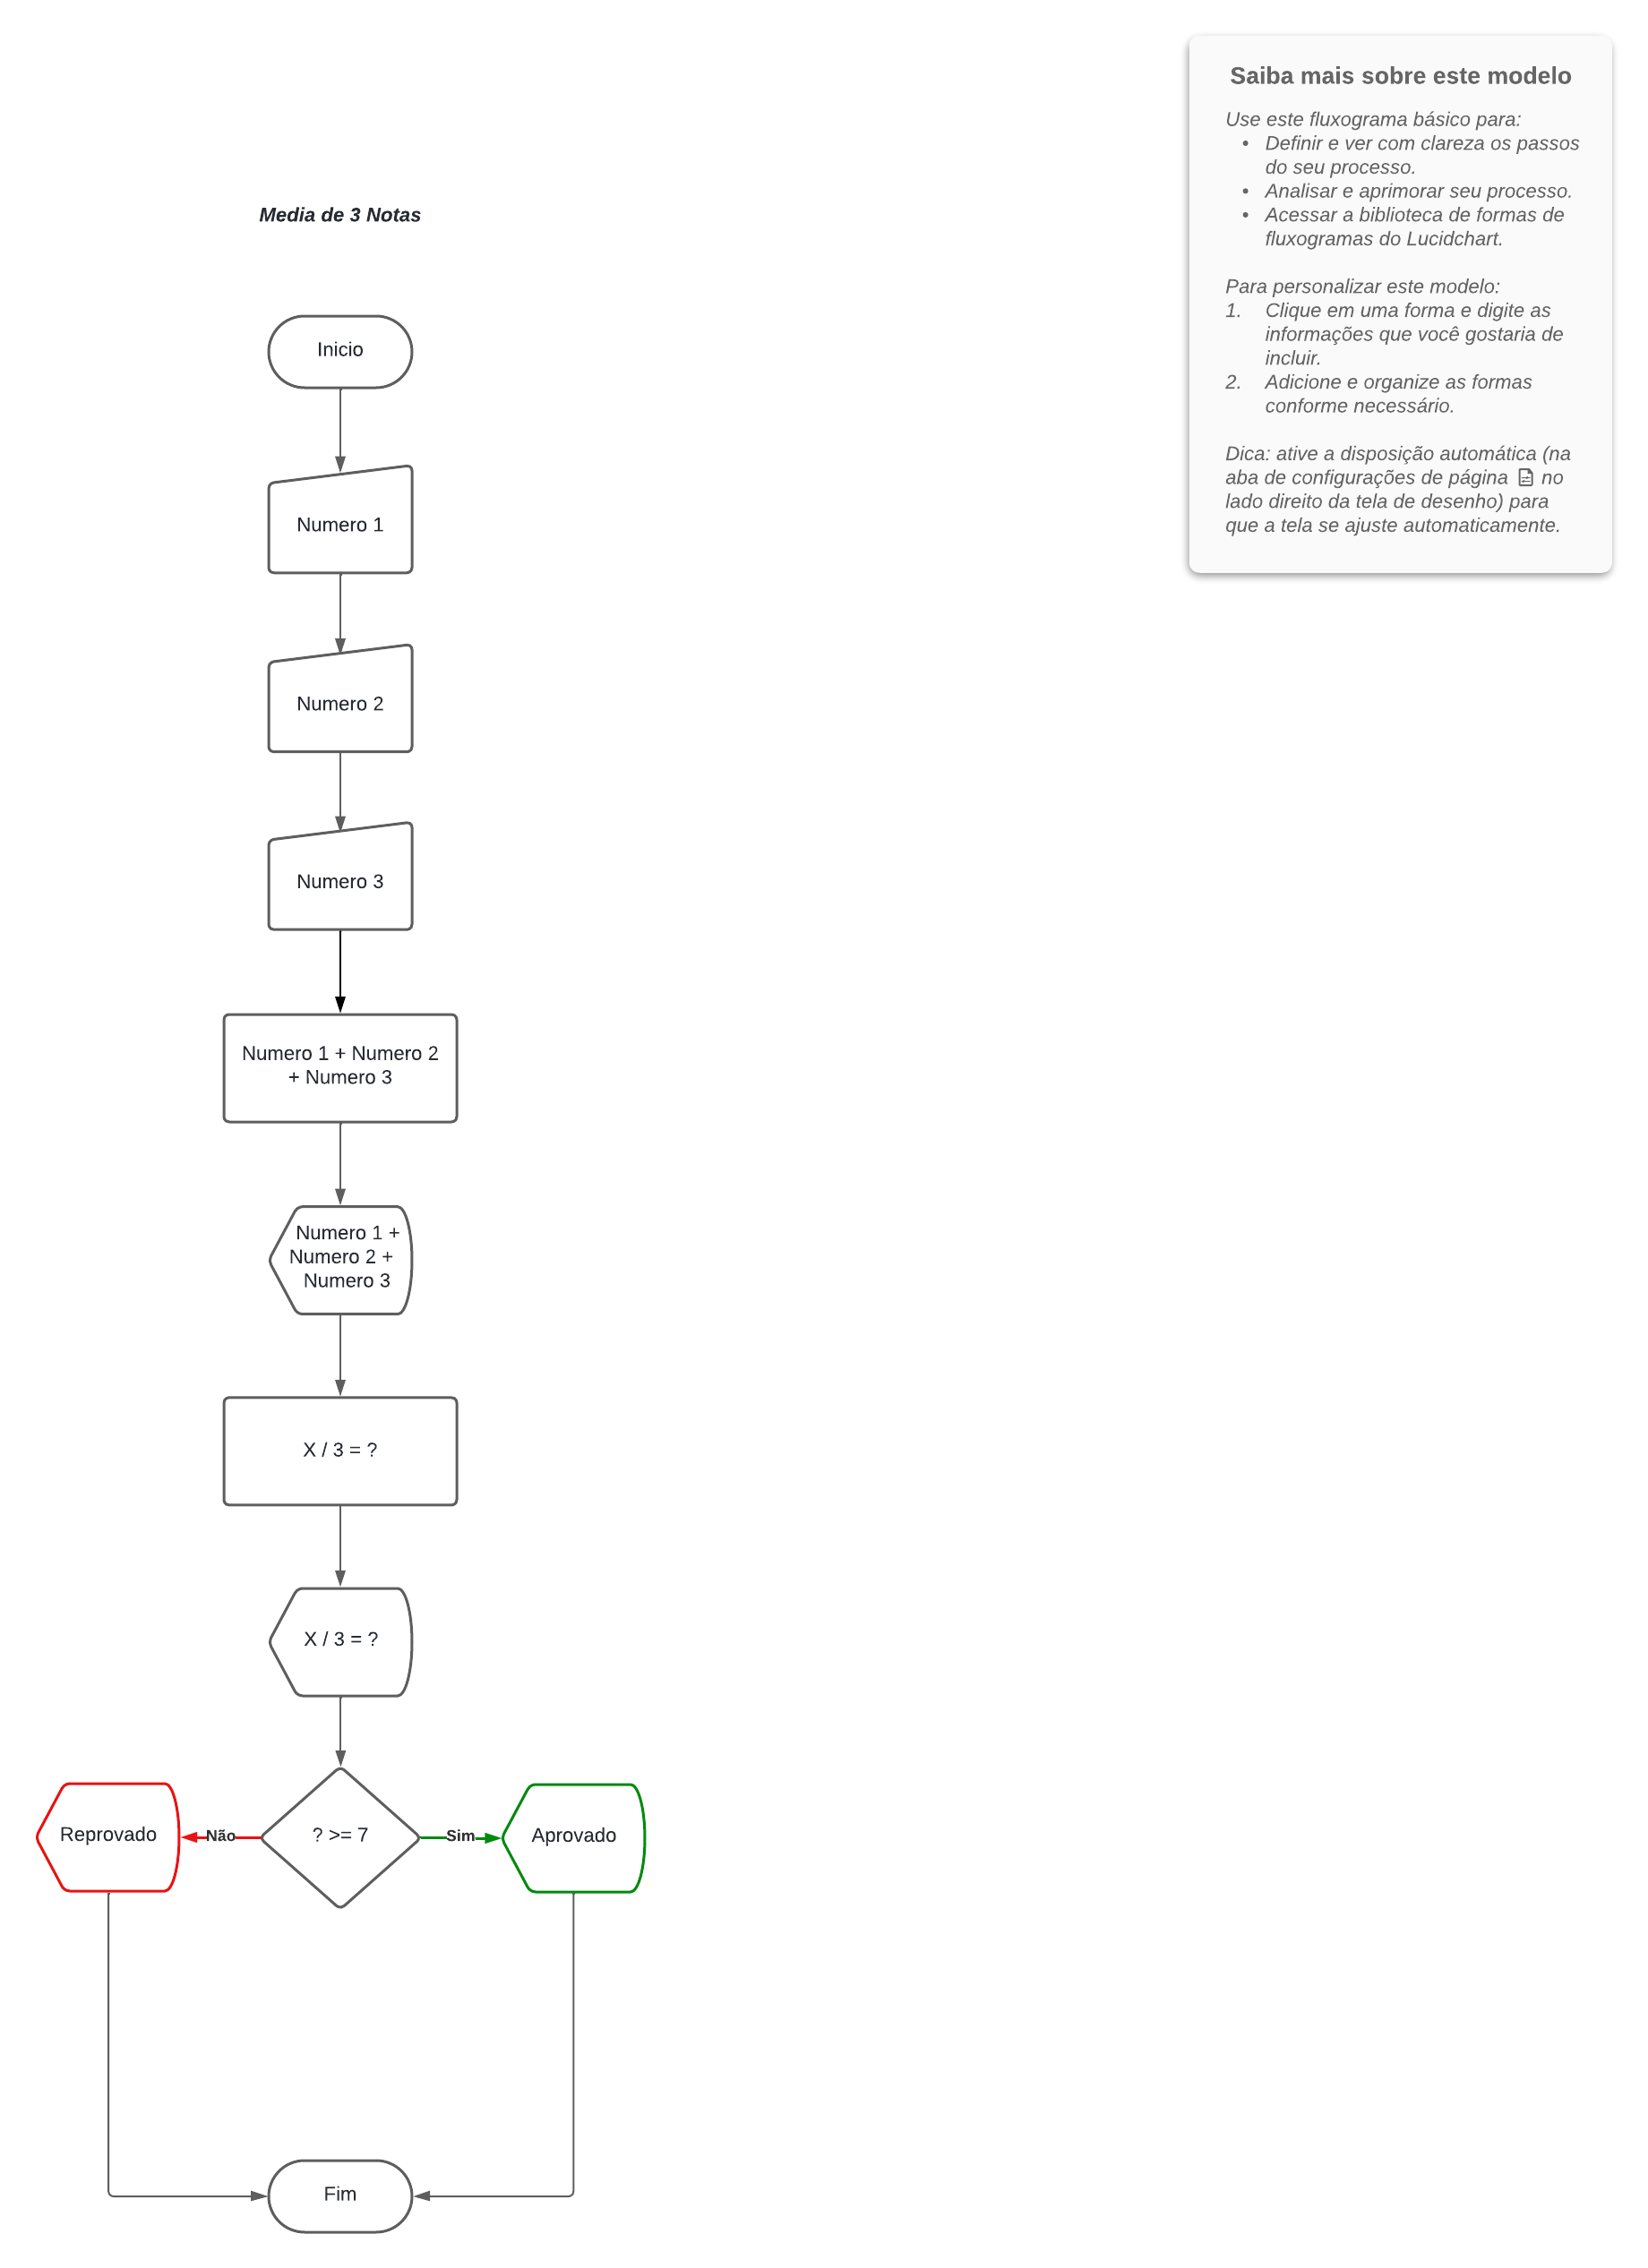 Saiba mais sobre este modelo
Use este fluxograma básico para:
• Definir e ver com clareza os passos
do seu processo.
• Analisar e aprimorar seu processo.
• Acessar a biblioteca de formas de
fluxogramas do Lucidchart.
Para personalizar este modelo:
1. Clique em uma forma e digite as
informações que você gostaria de
incluir.
2. Adicione e organize as formas
conforme necessário.
Dica: ative a disposição automática (na
aba de configurações de página no
lado direito da tela de desenho) para
que a tela se ajuste automaticamente.
Media de 3 Notas
Inicio
Numero 1
Numero 2
Numero 3
Numero 1 + Numero 2
+ Numero 3
Numero 1 +
Numero 2 +
Numero 3
X / 3 = ?
X / 3 = ?
Reprovado
Não
? >= 7
Sim
Aprovado
Fim